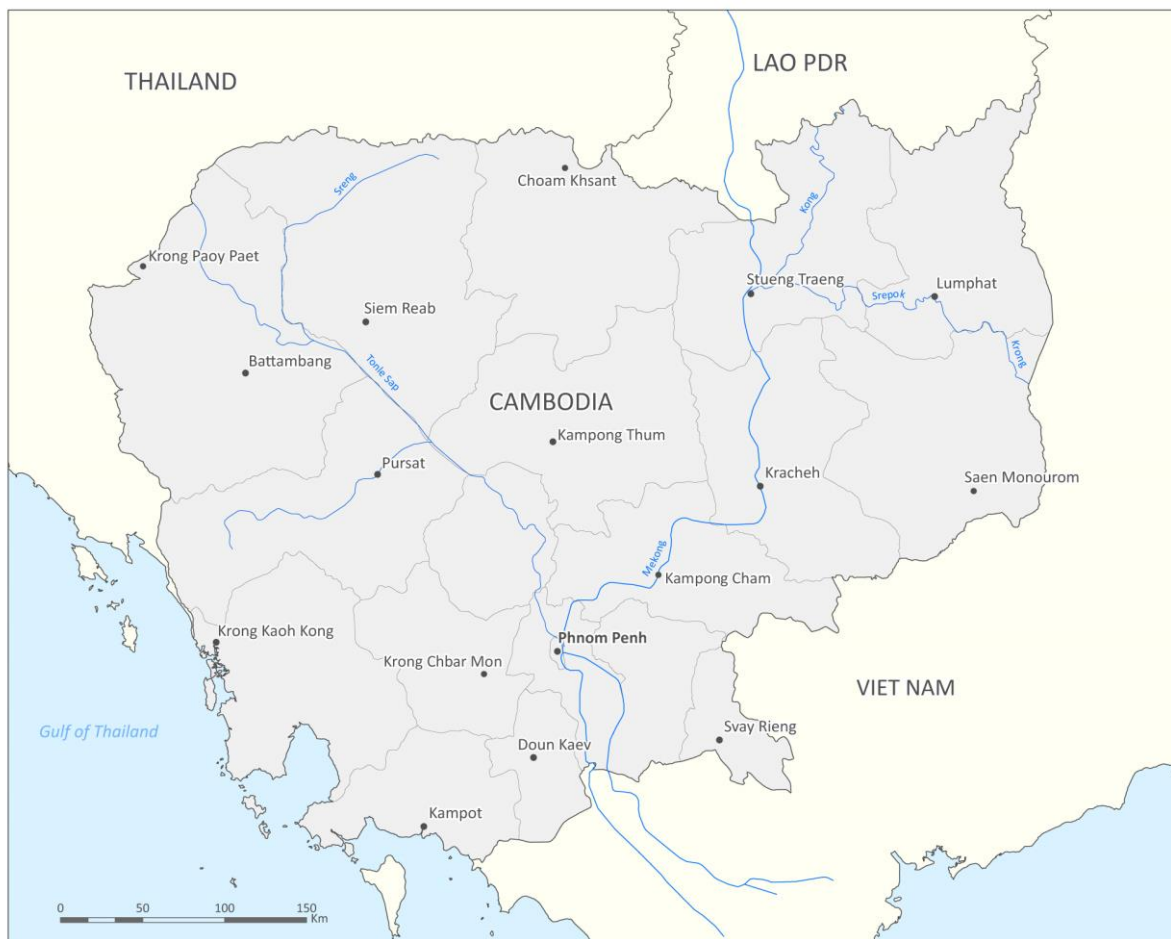 THAILAND
LAO PDR
Choam Khsant
Sreng
Kong
Krong Paoy Paet
Stueng Traeng
Srepok
Lumphat
Siem Reab
Krong
Battambang
Tonle Sap
CAMBODIA
Kampong Thum
Pursat
Kracheh
Saen Monourom
Mekong
Kampong Cham
Krong Kaoh Kong
Phnom Penh
Krong Chbar Mon
VIET NAM
Gulf of Thailand
Svay Rieng
Doun Kaev
Kampot
0 50 100 150
Km